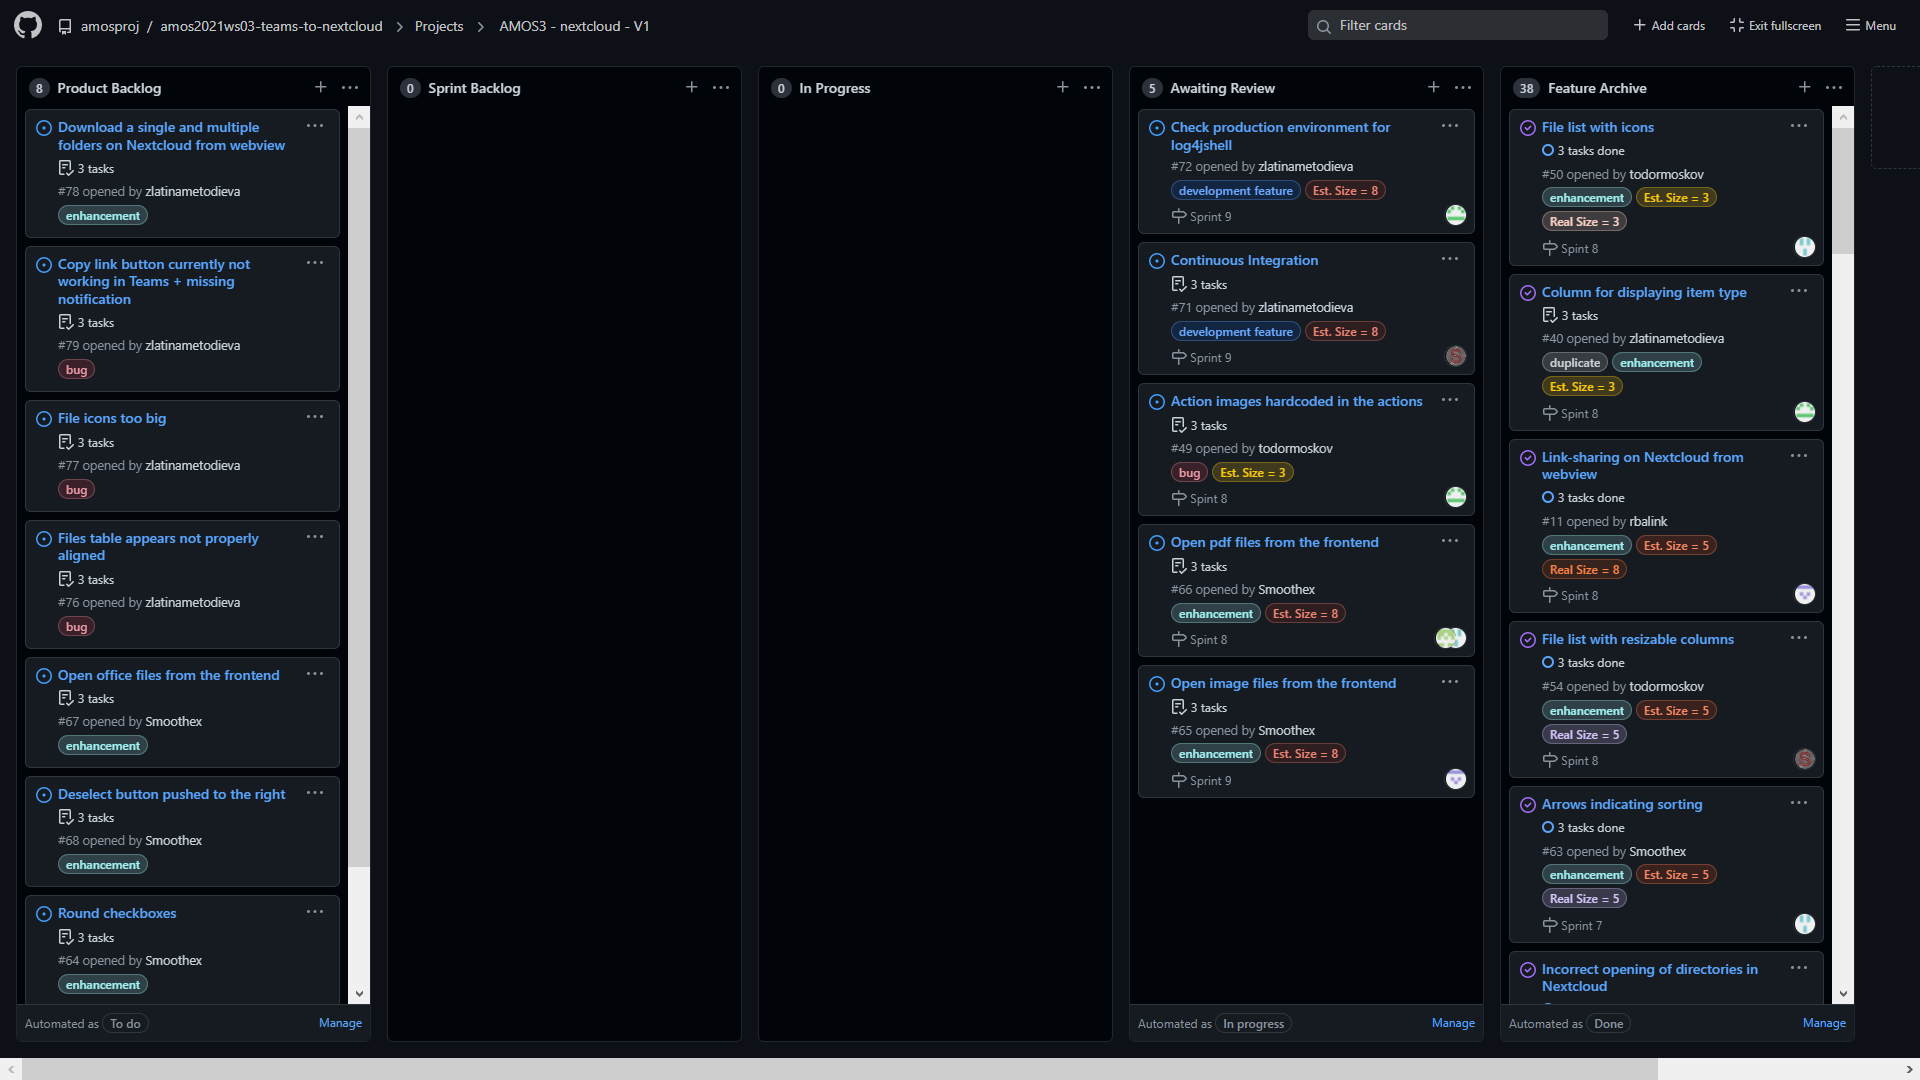 amosproj / amos2021ws03-teams-to-nextcloud > Projects > AMOS3 - nextcloud - V1
Filter cards
Add cards
Exit fullscreen
Menu
8 Product Backlog
Download a single and multiple
folders on Nextcloud from webview
3 tasks
#78 opened by zlatinametodieva
enhancement
Copy link button currently not
working in Teams + missing
notification
3 tasks
#79 opened by zlatinametodieva
bug
File icons too big
3 tasks
#77 opened by zlatinametodieva
bug
Files table appears not properly
aligned
3 tasks
#76 opened by zlatinametodieva
bug
Open office files from the frontend
3 tasks
#67 opened by Smoothex
enhancement
Deselect button pushed to the right
3 tasks
#68 opened by Smoothex
enhancement
Round checkboxes
3 tasks
#64 opened by Smoothex
enhancement
Automated as To do
Manage
0 Sprint Backlog
0 In Progress
5 Awaiting Review
Check production environment for
log4jshell
#72 opened by zlatinametodieva
development feature Est. Size = 8
Sprint 9
Continuous Integration
3 tasks
#71 opened by zlatinametodieva
development feature Est. Size = 8
Sprint 9
Action images hardcoded in the actions
3 tasks
#49 opened by todormoskov
bug Est. Size = 3
Spint 8
Open pdf files from the frontend
3 tasks
#66 opened by Smoothex
enhancement Est. Size = 8
Spint 8
Open image files from the frontend
3 tasks
#65 opened by Smoothex
enhancement Est. Size = 8
Sprint 9
Automated as In progress
Manage
38 Feature Archive
File list with icons
3 tasks done
#50 opened by todormoskov
enhancement Est. Size = 3
Real Size = 3
Spint 8
Column for displaying item type
3 tasks
#40 opened by zlatinametodieva
duplicate enhancement
Est. Size = 3
Spint 8
Link-sharing on Nextcloud from
webview
3 tasks done
#11 opened by rbalink
enhancement Est. Size = 5
Real Size = 8
Spint 8
File list with resizable columns
3 tasks done
#54 opened by todormoskov
enhancement Est. Size = 5
Real Size = 5
Spint 8
Arrows indicating sorting
3 tasks done
#63 opened by Smoothex
enhancement Est. Size = 5
Real Size = 5
Sprint 7
Incorrect opening of directories in
Nextcloud
Automated as Done
Manage